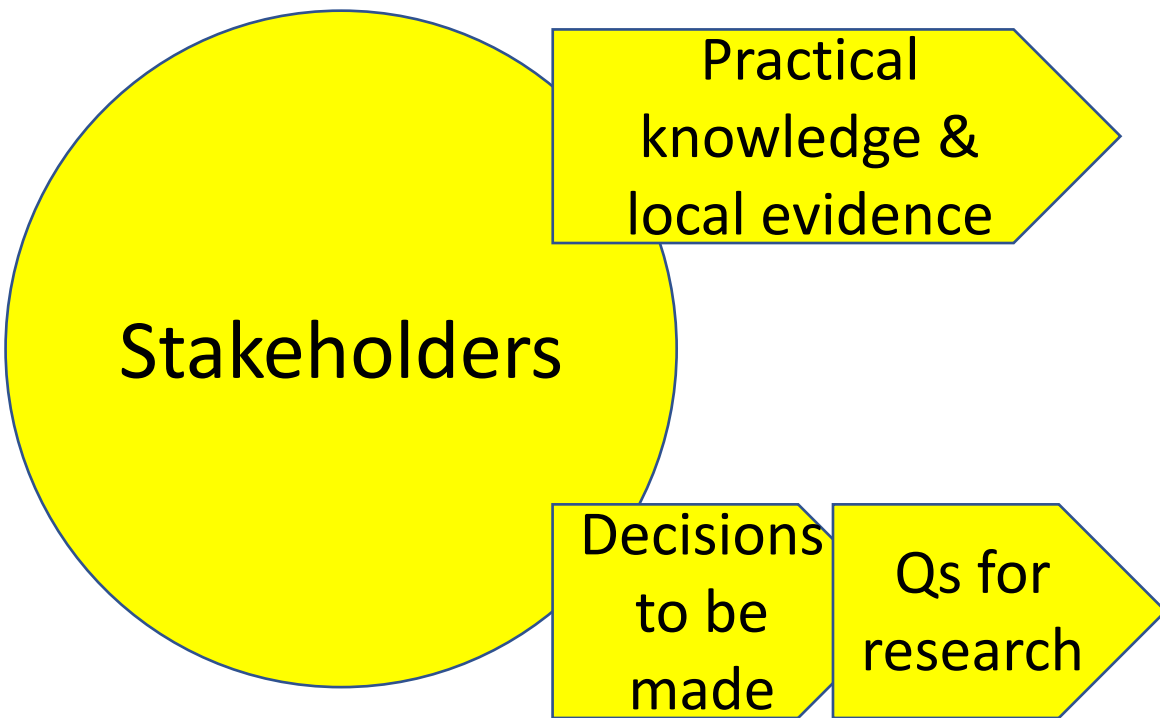 Practical
knowledge &
local evidence
Stakeholders
Decisions
to be
made
Qs for
research